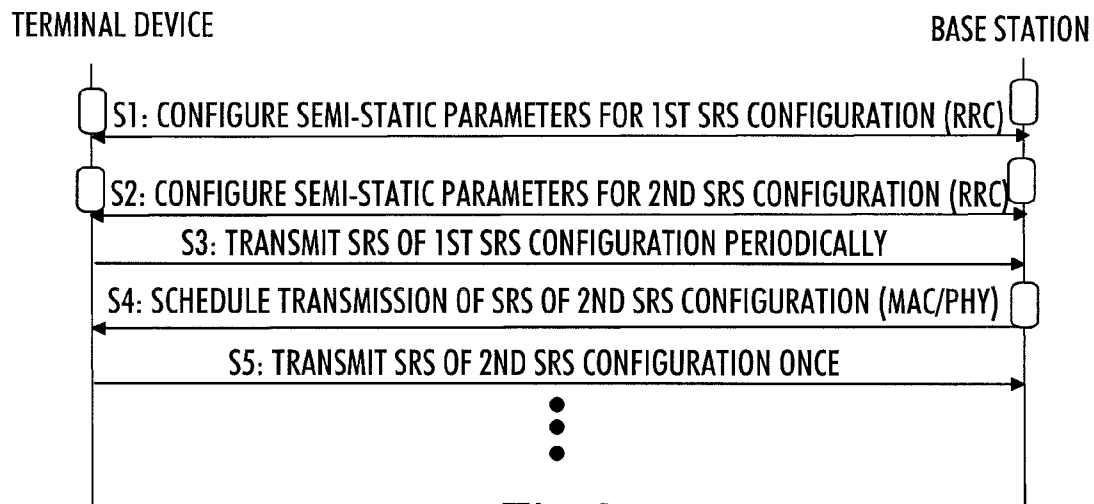 TERMINAL DEVICE
BASE STATION
S1: CONFIGURE SEMI-STATIC PARAMETERS FOR 1ST SRS CONFIGURATION (RRC)
S2: CONFIGURE SEMI-STATIC PARAMETERS FOR 2ND SRS CONFIGURATION (RRC)
S3: TRANSMIT SRS OF 1ST SRS CONFIGURATION PERIODICALLY
S4: SCHEDULE TRANSMISSION OF SRS OF 2ND SRS CONFIGURATION (MAC/PHY)
S5: TRANSMIT SRS OF 2ND SRS CONFIGURATION ONCE